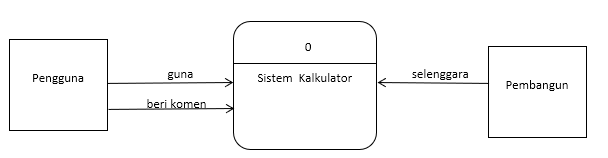 0
Pengguna
guna
Sistem Kalkulator
selenggara
Pembangun
beri komen